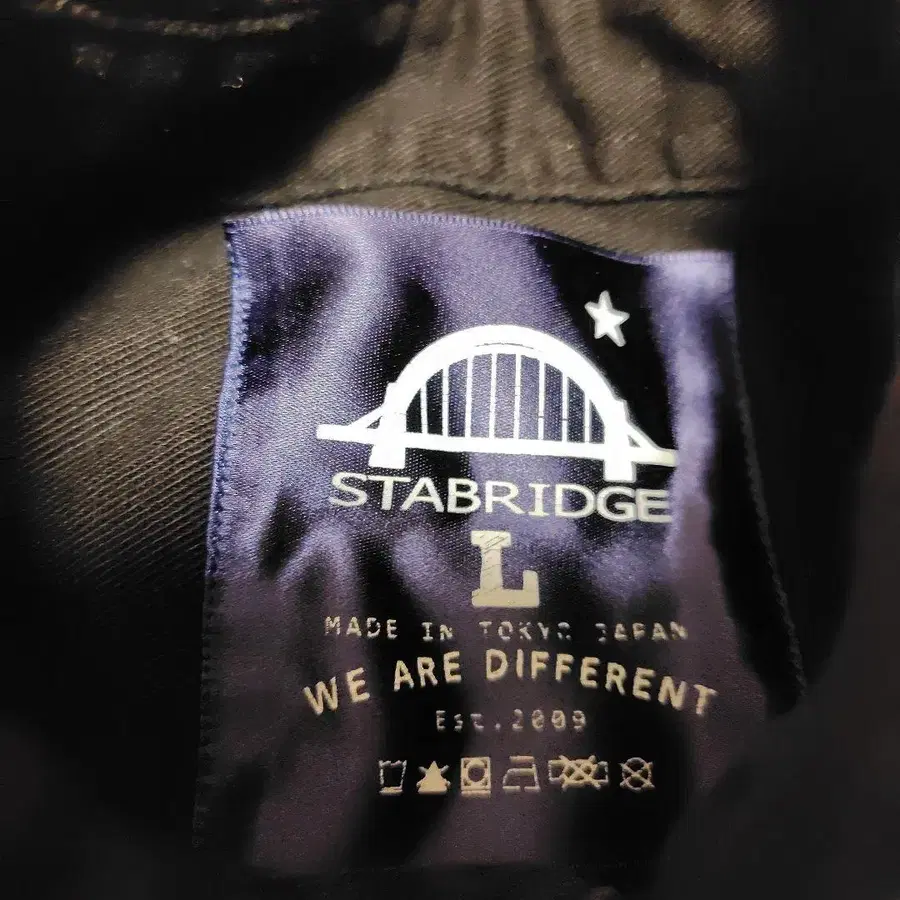 STABRIDGE
L
MADE IN TOKYO JAPAN
WE ARE DIFFERENT
Est.2009